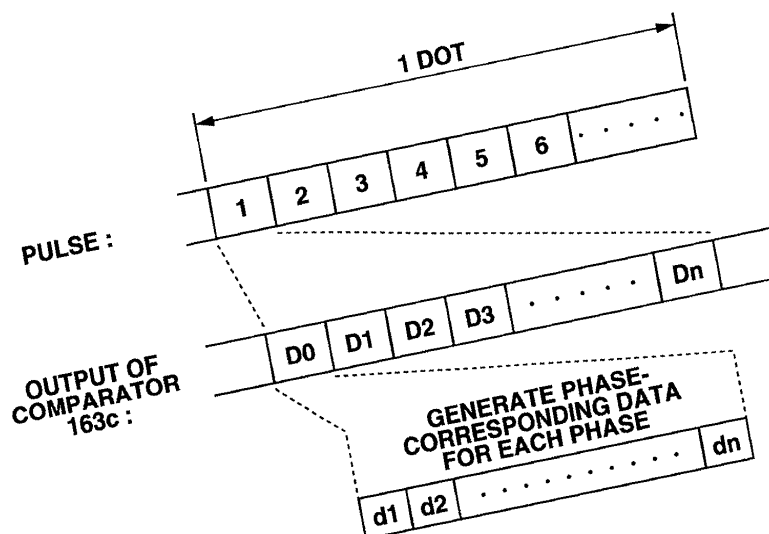 1 DOT
PULSE : 1 2 3 4 5 6 · · · · ·
OUTPUT OF
COMPARATOR
163c :
D0 D1 D2 D3 · · · · · Dn
GENERATE PHASE-
CORRESPONDING DATA
FOR EACH PHASE
d1 d2 · · · · · · · · · · dn